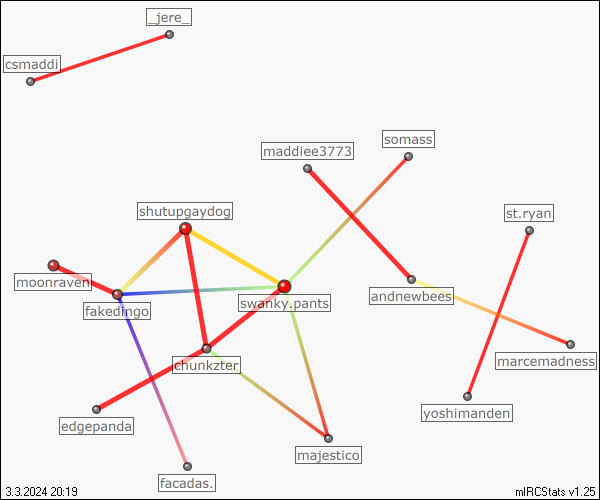 _jere_
csmaddi
somass
maddiee3773
shutupgaydog
st.ryan
moonraven
fakedingo
swanky.pants
andnewbees
chunkzter
marcemadness
edgepanda
yoshimanden
majestico
facadas.
3.3.2024 20:19
mIRCStats v1.25